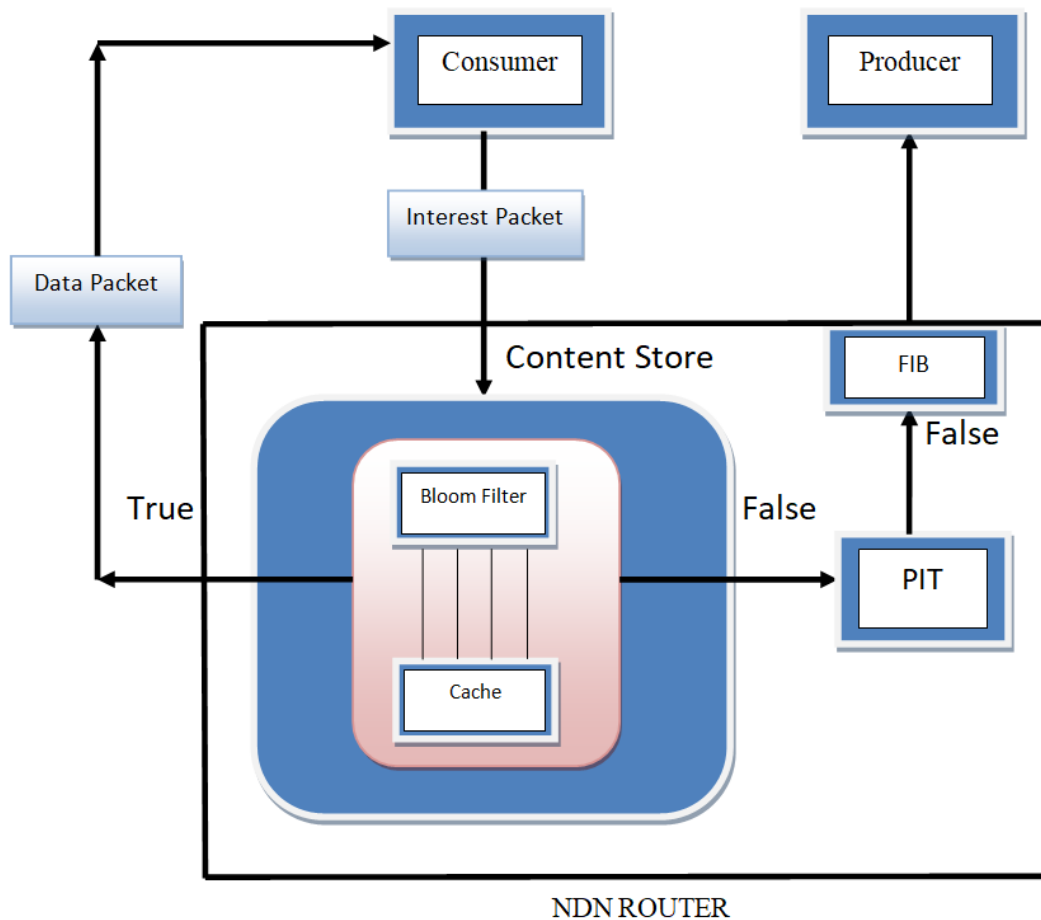 Consumer
Producer
Interest Packet
Data Packet
Content Store
FIB
False
Bloom Filter
True
False
PIT
Cache
NDN ROUTER